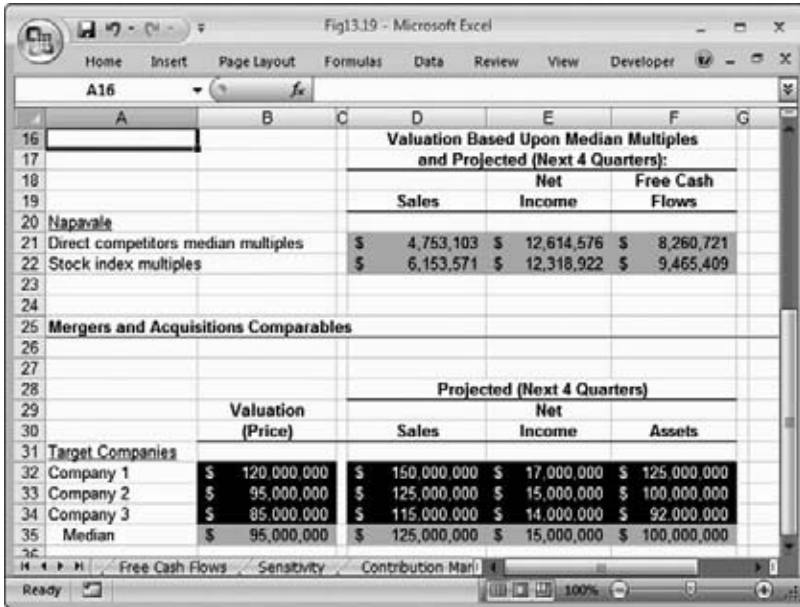 Fig13.19 - Microsoft Excel
Home Insert Page Layout Formulas Data Review View Developer
A16 fx
A B C D E F G
16 Valuation Based Upon Median Multiples
17 and Projected (Next 4 Quarters):
18 Net Free Cash
19 Sales Income Flows
20 Napavale
21 Direct competitors median multiples $ 4,753,103 $ 12,614,576 $ 8,260,721
22 Stock index multiples $ 6,153,571 $ 12,318,922 $ 9,465,409
23
24
25 Mergers and Acquisitions Comparables
26
27
28 Projected (Next 4 Quarters)
29 Valuation Net
30 (Price) Sales Income Assets
31 Target Companies
32 Company 1 $ 120,000,000 $ 150,000,000 $ 17,000,000 $ 125,000,000
33 Company 2 $ 95,000,000 $ 125,000,000 $ 15,000,000 $ 100,000,000
34 Company 3 $ 85,000,000 $ 115,000,000 $ 14,000,000 $ 92,000,000
35 Median $ 95,000,000 $ 125,000,000 $ 15,000,000 $ 100,000,000
36
Free Cash Flows Sensitivity Contribution Mar
Ready 100%